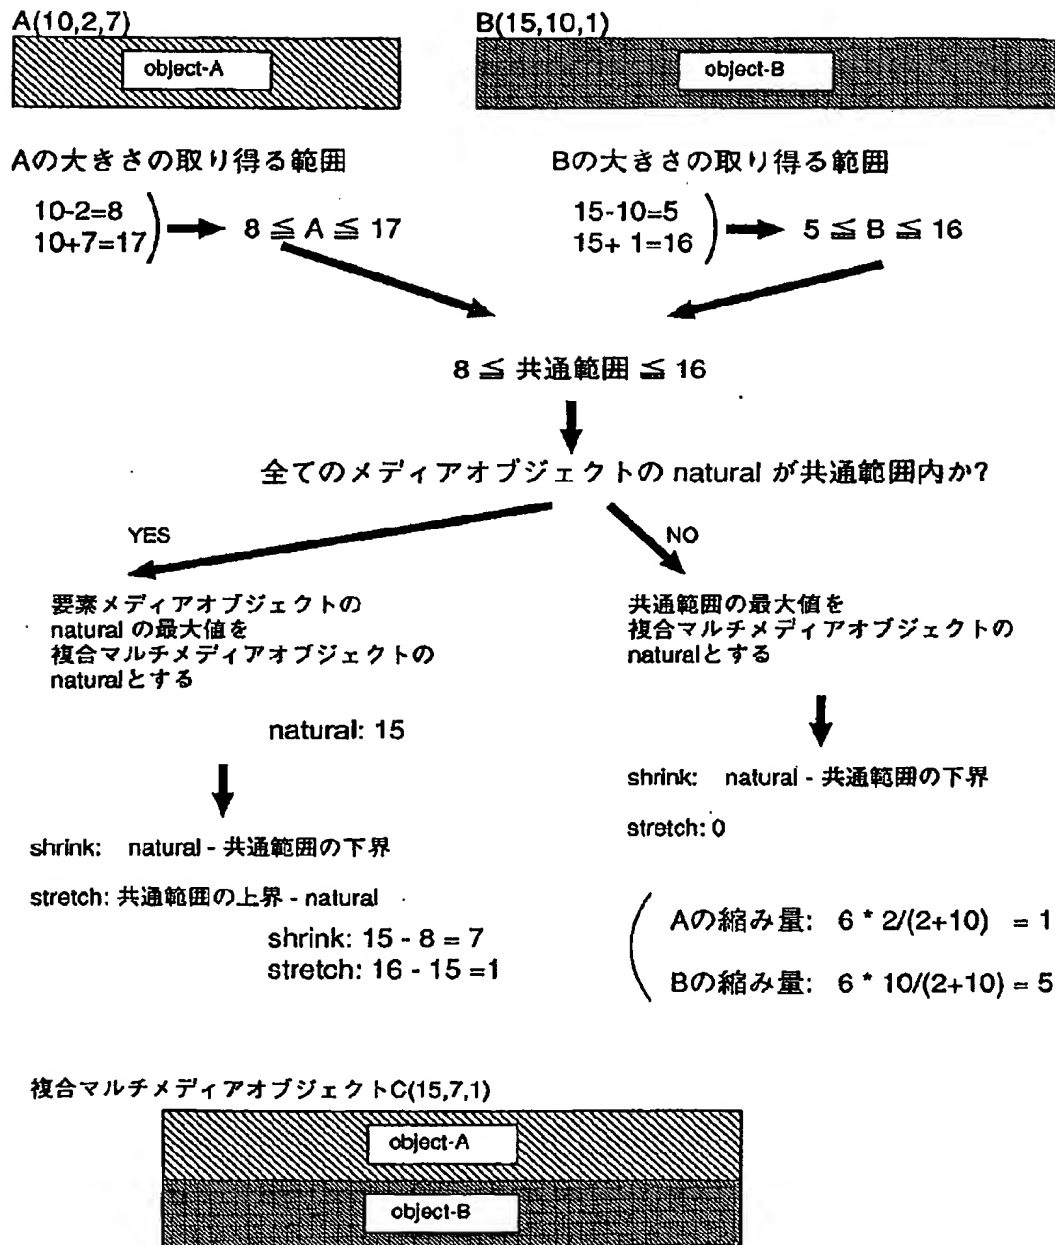 A(10,2,7)
object-A
B(15,10,1)
object-B
Aの大きさの取り得る範囲
10-2=8
10+7=17
8 ≦ A ≦ 17
Bの大きさの取り得る範囲
15-10=5
15+ 1=16
5 ≦ B ≦ 16
8 ≦ 共通範囲 ≦ 16
全てのメディアオブジェクトの natural が共通範囲内か?
YES
要素メディアオブジェクトの
natural の最大値を
複合マルチメディアオブジェクトの
naturalとする
natural: 15
shrink: natural - 共通範囲の下界
stretch: 共通範囲の上界 - natural
shrink: 15 - 8 = 7
stretch: 16 - 15 =1
NO
共通範囲の最大値を
複合マルチメディアオブジェクトの
naturalとする
shrink: natural - 共通範囲の下界
stretch: 0
Aの縮み量: 6 * 2/(2+10) = 1
Bの縮み量: 6 * 10/(2+10) = 5
複合マルチメディアオブジェクトC(15,7,1)
object-A
object-B